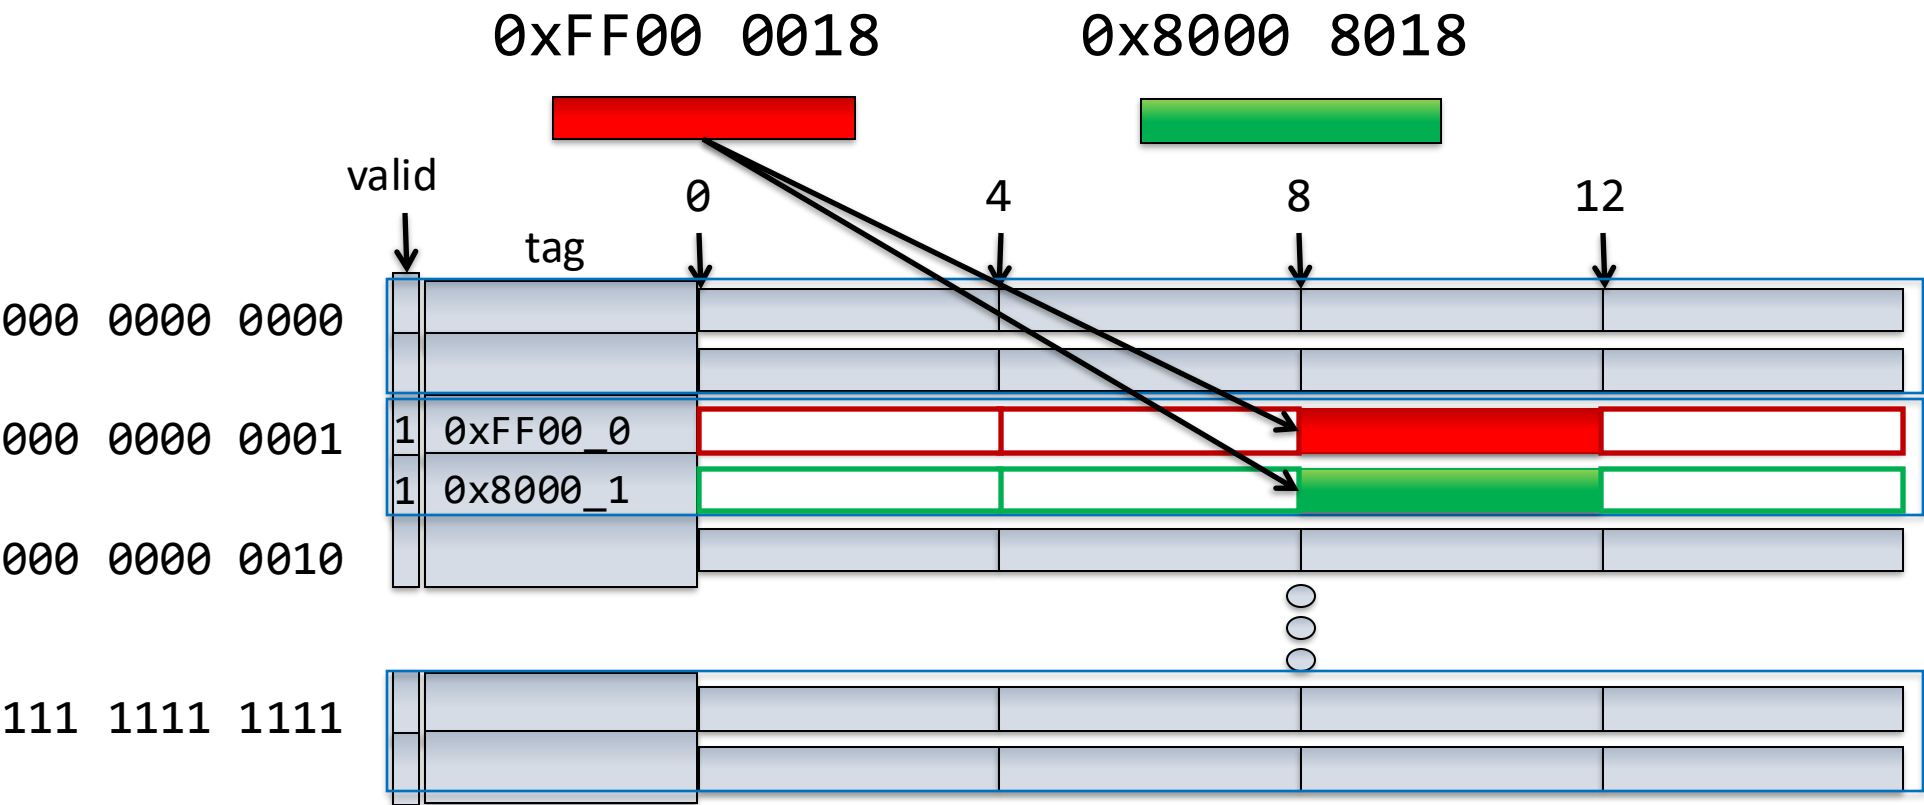 0xFF00 0018 0x8000 8018
valid
0 4 8 12
tag
000 0000 0000
000 0000 0001 1 0xFF00_0
1 0x8000_1
000 0000 0010
111 1111 1111